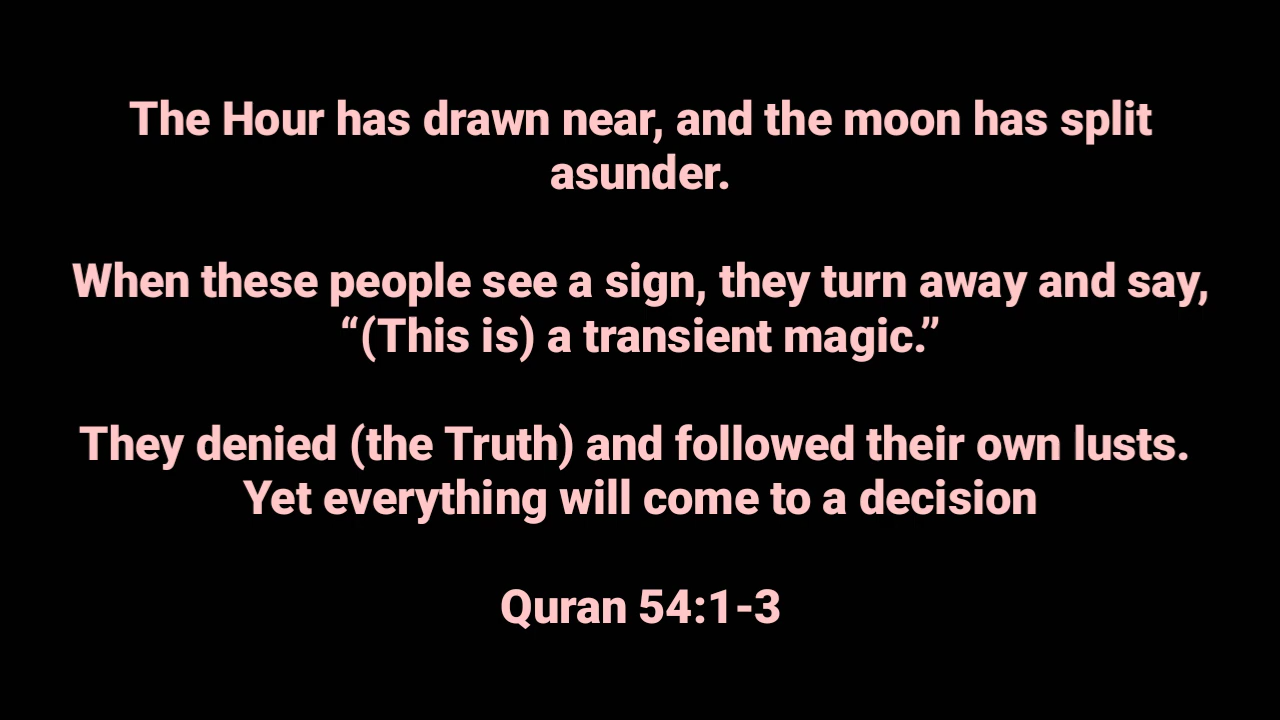 The Hour has drawn near, and the moon has split
asunder.
When these people see a sign, they turn away and say,
“(This is) a transient magic.”
They denied (the Truth) and followed their own lusts.
Yet everything will come to a decision
Quran 54:1-3